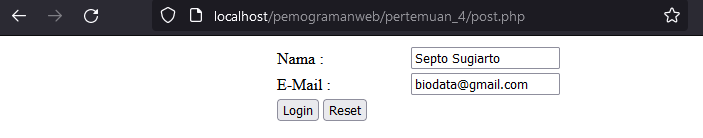 localhost/pemogramanweb/pertemuan_4/post.php
Nama : Septo Sugiarto
E-Mail : biodata@gmail.com
Login Reset